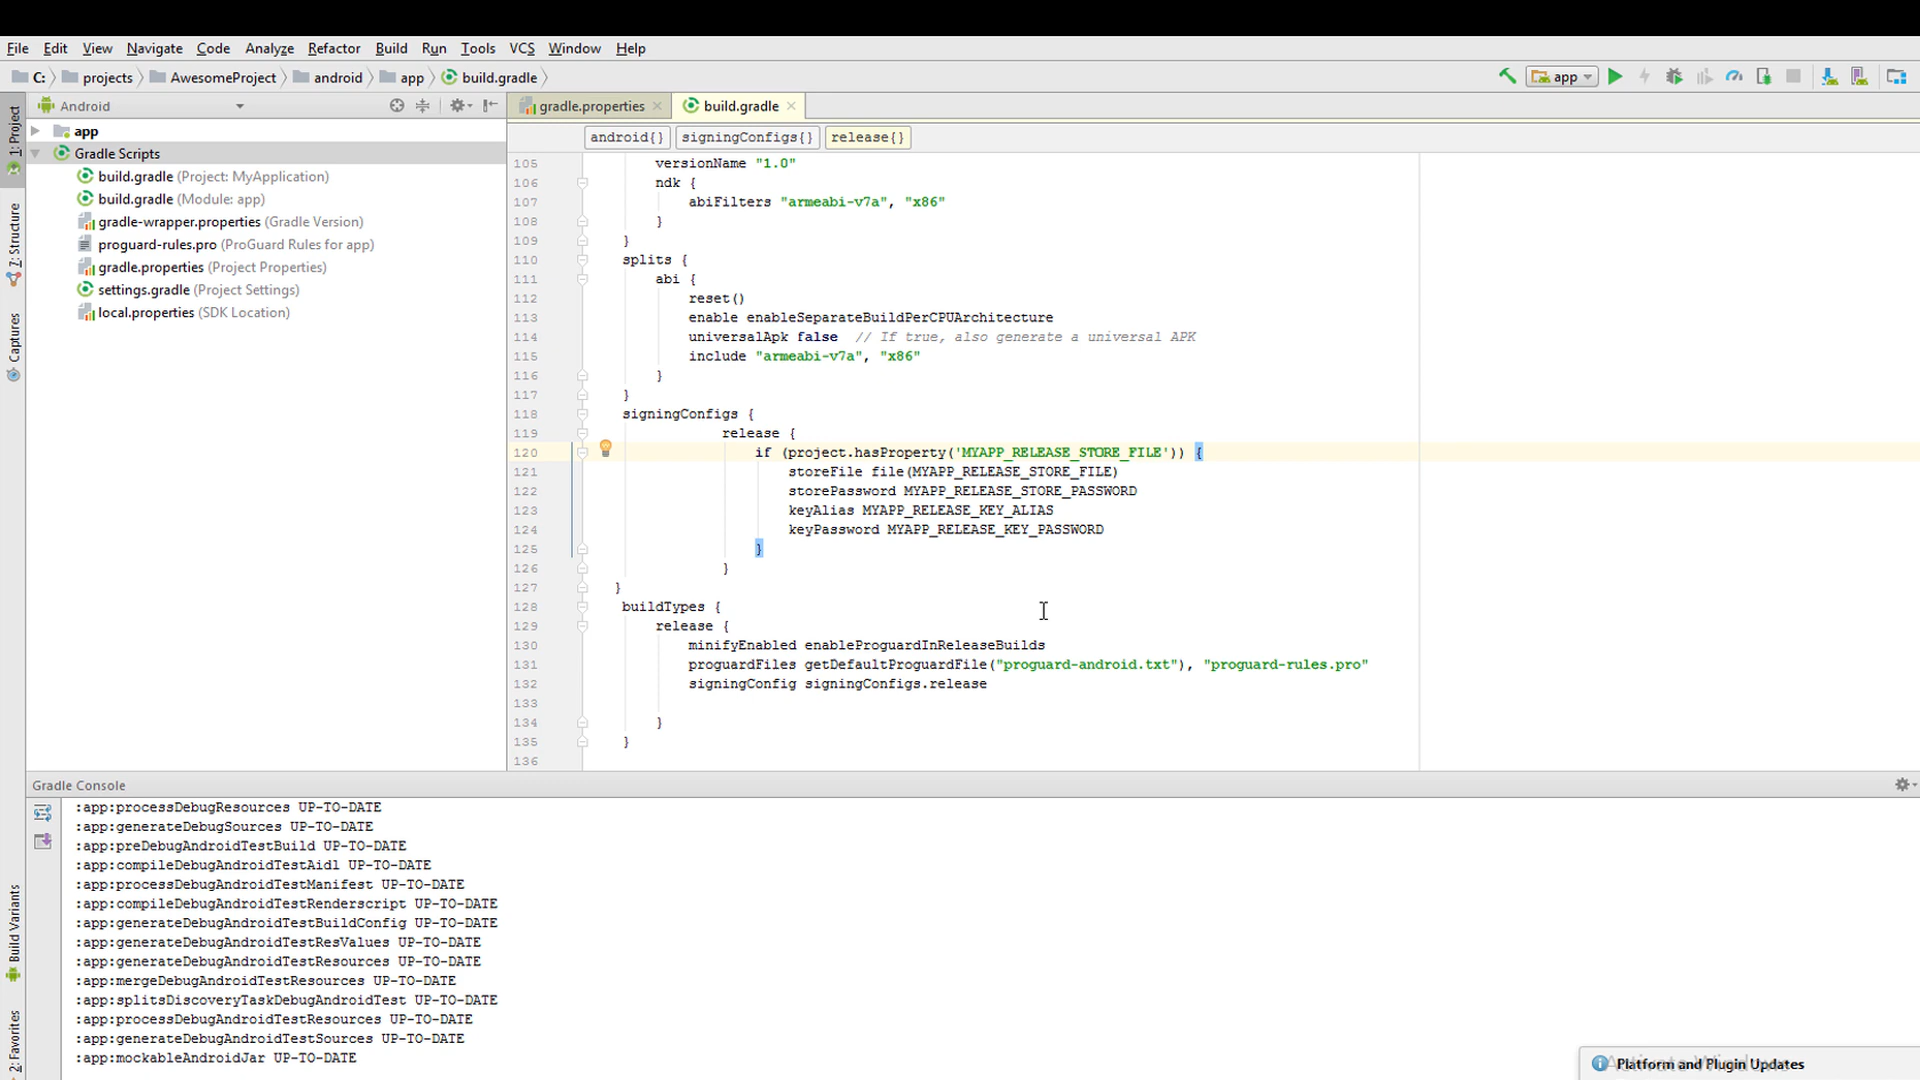 File Edit View Navigate Code Analyze Refactor Build Run Tools VCS Window Help
C: projects AwesomeProject android app build.gradle
app
1: Project
7: Structure
Captures
Build Variants
2: Favorites
Android
app
Gradle Scripts
build.gradle (Project: MyApplication)
build.gradle (Module: app)
gradle-wrapper.properties (Gradle Version)
proguard-rules.pro (ProGuard Rules for app)
gradle.properties (Project Properties)
settings.gradle (Project Settings)
local.properties (SDK Location)
gradle.properties build.gradle
android{} signingConfigs{} release{}
105 versionName "1.0"
106 ndk {
107 abiFilters "armeabi-v7a", "x86"
108 }
109 }
110 splits {
111 abi {
112 reset()
113 enable enableSeparateBuildPerCPUArchitecture
114 universalApk false // If true, also generate a universal APK
115 include "armeabi-v7a", "x86"
116 }
117 }
118 signingConfigs {
119 release {
120 if (project.hasProperty('MYAPP_RELEASE_STORE_FILE')) {
121 storeFile file(MYAPP_RELEASE_STORE_FILE)
122 storePassword MYAPP_RELEASE_STORE_PASSWORD
123 keyAlias MYAPP_RELEASE_KEY_ALIAS
124 keyPassword MYAPP_RELEASE_KEY_PASSWORD
125 }
126 }
127 }
128 buildTypes {
129 release {
130 minifyEnabled enableProguardInReleaseBuilds
131 proguardFiles getDefaultProguardFile("proguard-android.txt"), "proguard-rules.pro"
132 signingConfig signingConfigs.release
133
134 }
135 }
136
Gradle Console
:app:processDebugResources UP-TO-DATE
:app:generateDebugSources UP-TO-DATE
:app:preDebugAndroidTestBuild UP-TO-DATE
:app:compileDebugAndroidTestAidl UP-TO-DATE
:app:processDebugAndroidTestManifest UP-TO-DATE
:app:compileDebugAndroidTestRenderscript UP-TO-DATE
:app:generateDebugAndroidTestBuildConfig UP-TO-DATE
:app:generateDebugAndroidTestResValues UP-TO-DATE
:app:generateDebugAndroidTestResources UP-TO-DATE
:app:mergeDebugAndroidTestResources UP-TO-DATE
:app:splitsDiscoveryTaskDebugAndroidTest UP-TO-DATE
:app:processDebugAndroidTestResources UP-TO-DATE
:app:generateDebugAndroidTestSources UP-TO-DATE
:app:mockableAndroidJar UP-TO-DATE
Platform and Plugin Updates